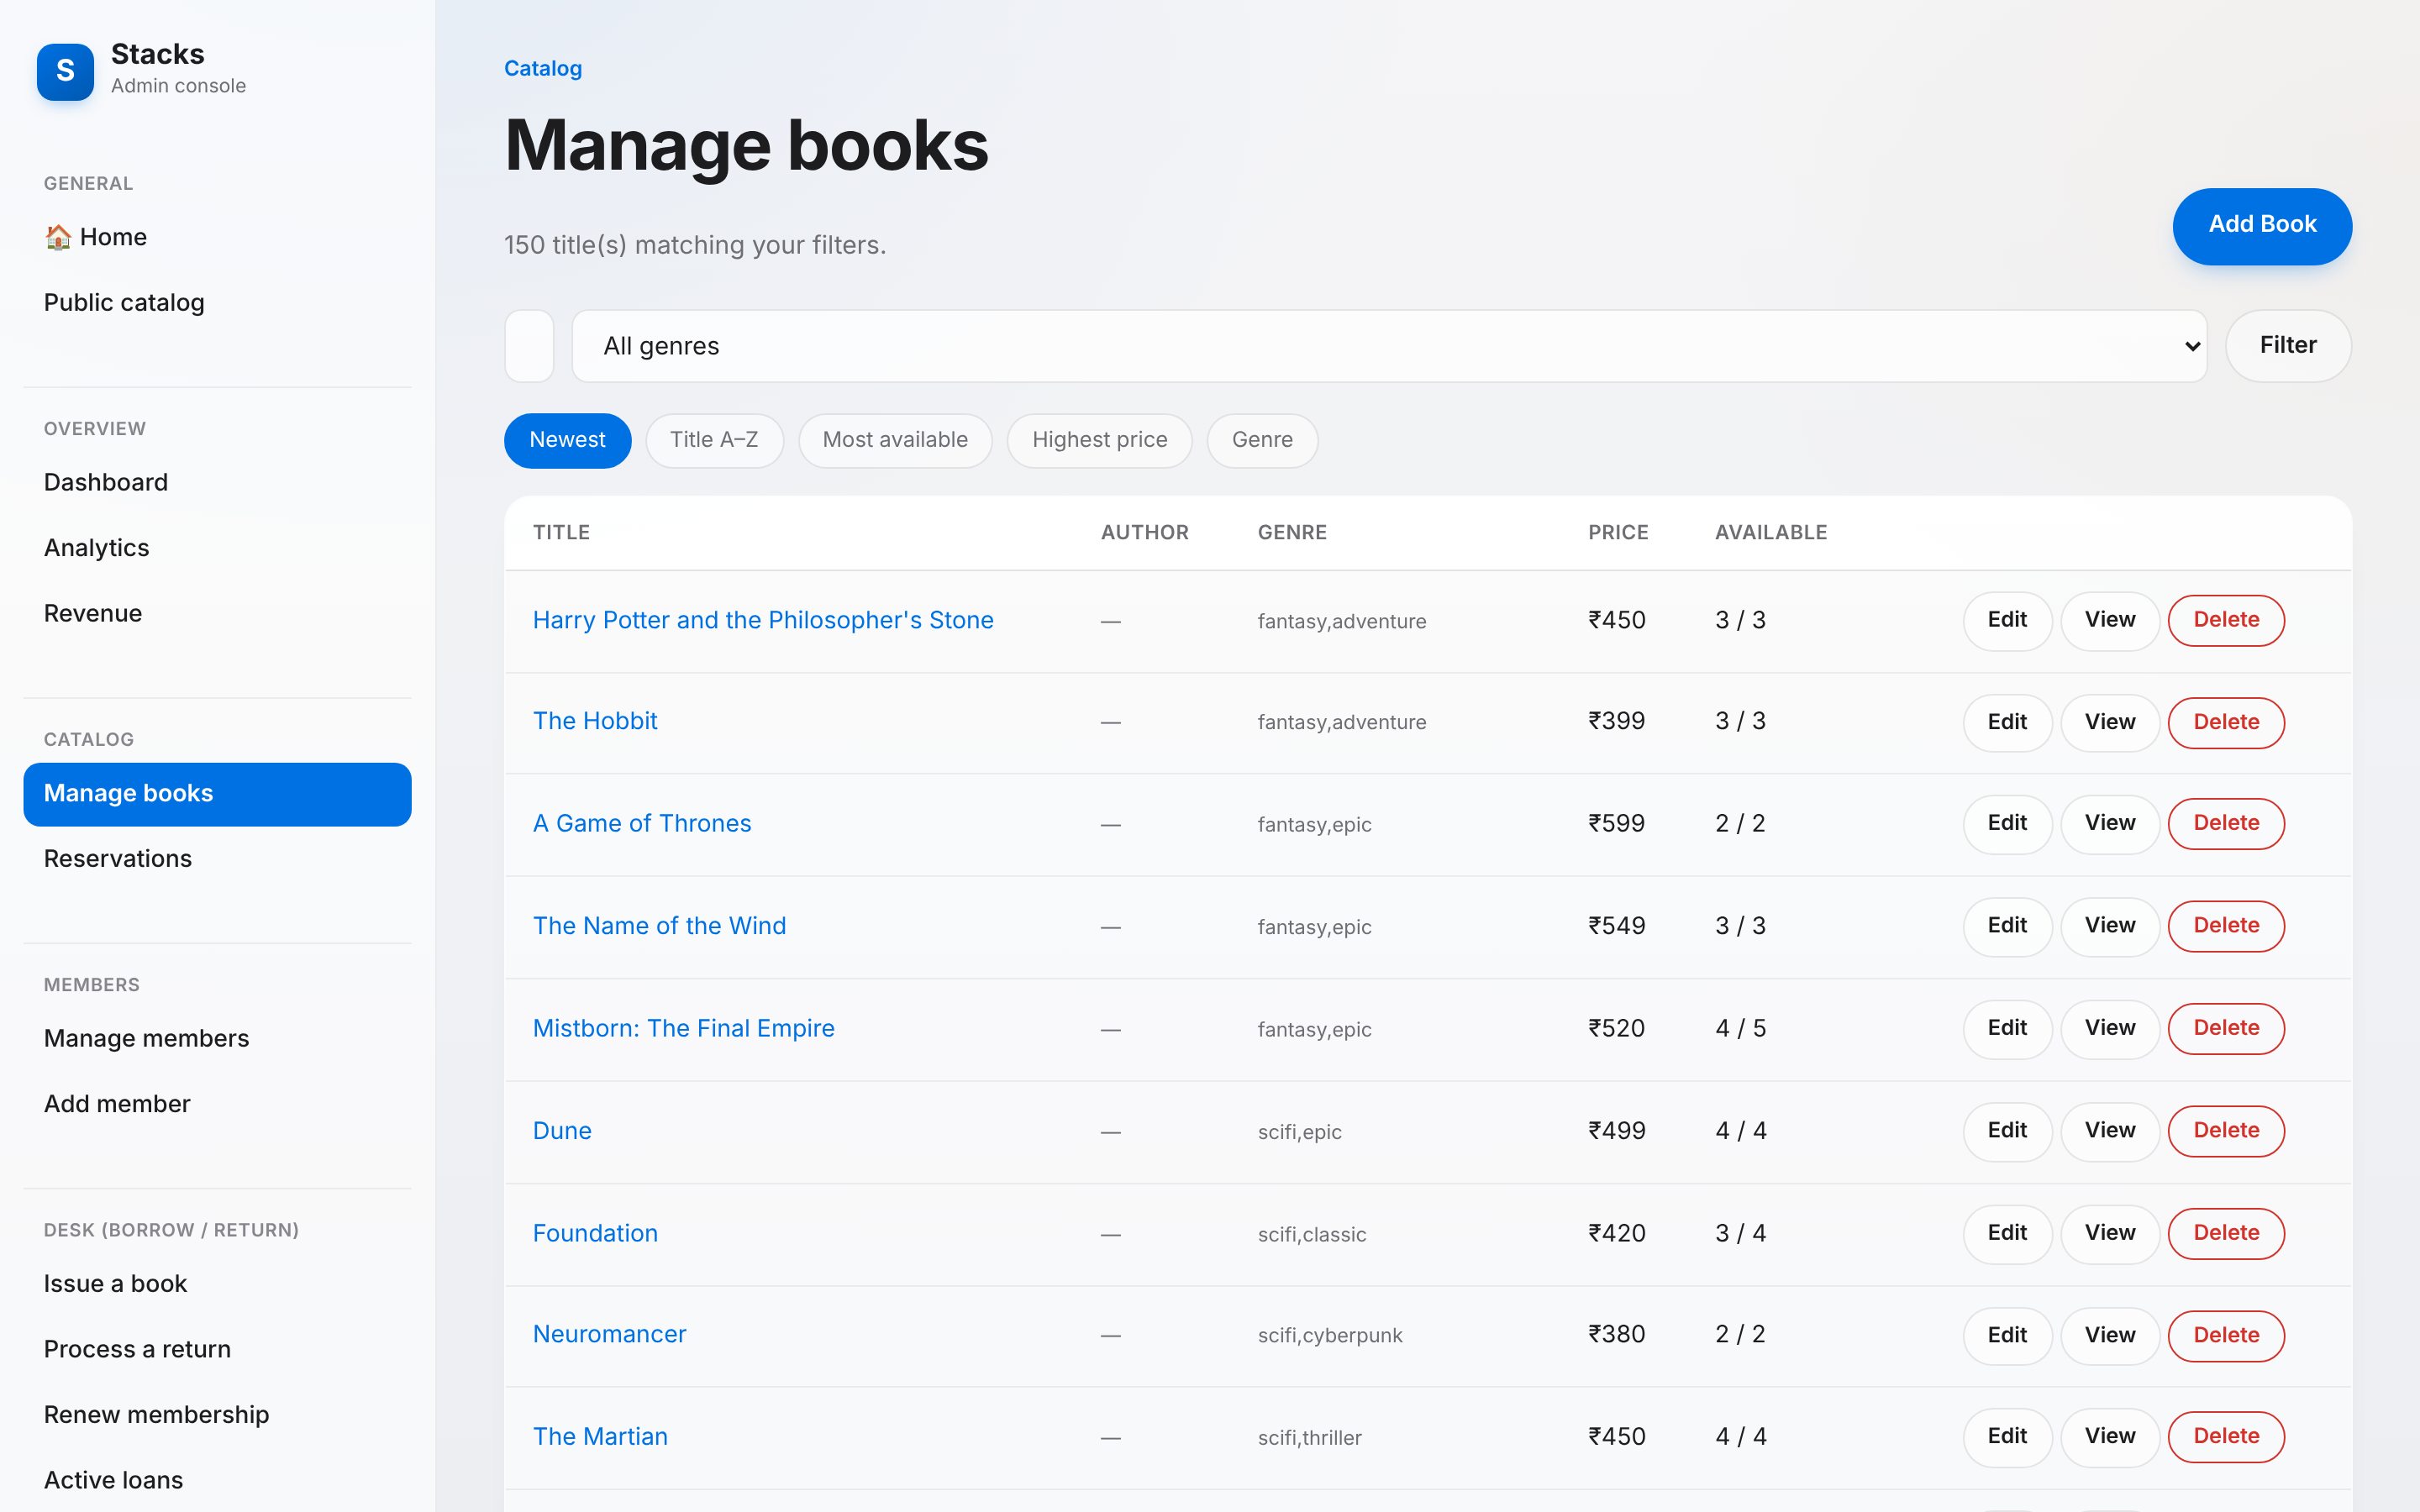 S
Stacks
Admin console
GENERAL
🏠 Home
Public catalog
OVERVIEW
Dashboard
Analytics
Revenue
CATALOG
Manage books
Reservations
MEMBERS
Manage members
Add member
DESK (BORROW / RETURN)
Issue a book
Process a return
Renew membership
Active loans
Catalog
Manage books
150 title(s) matching your filters.
Add Book
All genres
Filter
Newest Title A–Z Most available Highest price Genre
TITLE AUTHOR GENRE PRICE AVAILABLE
Harry Potter and the Philosopher's Stone — fantasy,adventure ₹450 3 / 3 Edit View Delete
The Hobbit — fantasy,adventure ₹399 3 / 3 Edit View Delete
A Game of Thrones — fantasy,epic ₹599 2 / 2 Edit View Delete
The Name of the Wind — fantasy,epic ₹549 3 / 3 Edit View Delete
Mistborn: The Final Empire — fantasy,epic ₹520 4 / 5 Edit View Delete
Dune — scifi,epic ₹499 4 / 4 Edit View Delete
Foundation — scifi,classic ₹420 3 / 4 Edit View Delete
Neuromancer — scifi,cyberpunk ₹380 2 / 2 Edit View Delete
The Martian — scifi,thriller ₹450 4 / 4 Edit View Delete